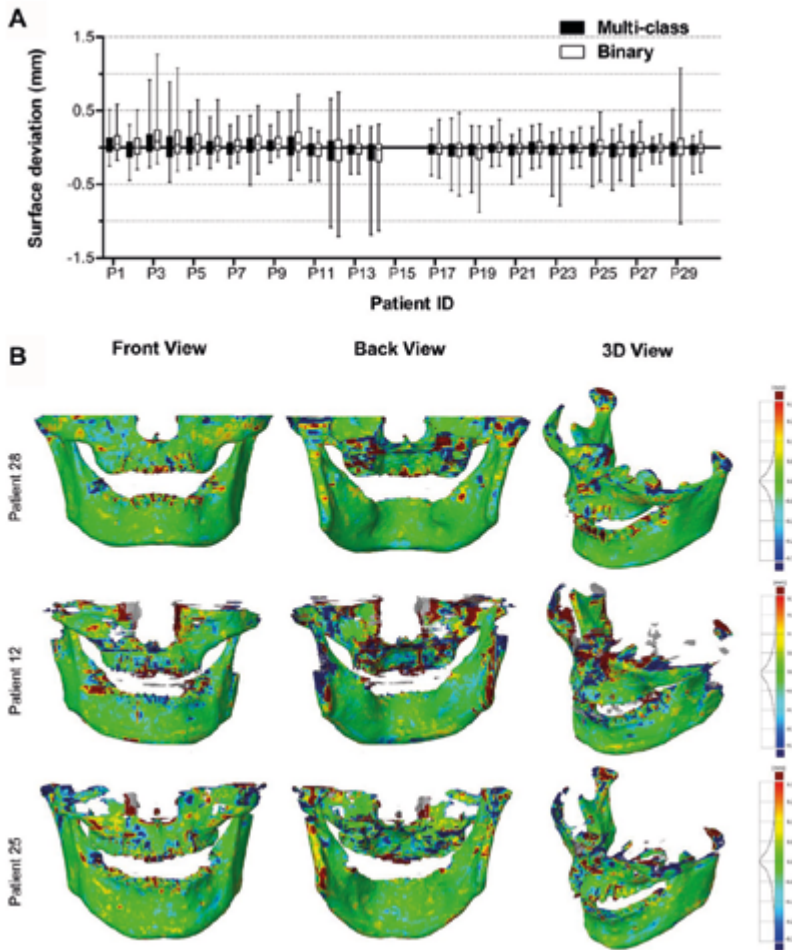 A
Multi-class
Binary
Surface deviation (mm)
1.5
0.5
-0.5
-1.5
P1 P3 P5 P7 P9 P11 P13 P15 P17 P19 P21 P23 P25 P27 P29
Patient ID
B
Front View Back View 3D View
Patient 28
Patient 12
Patient 25